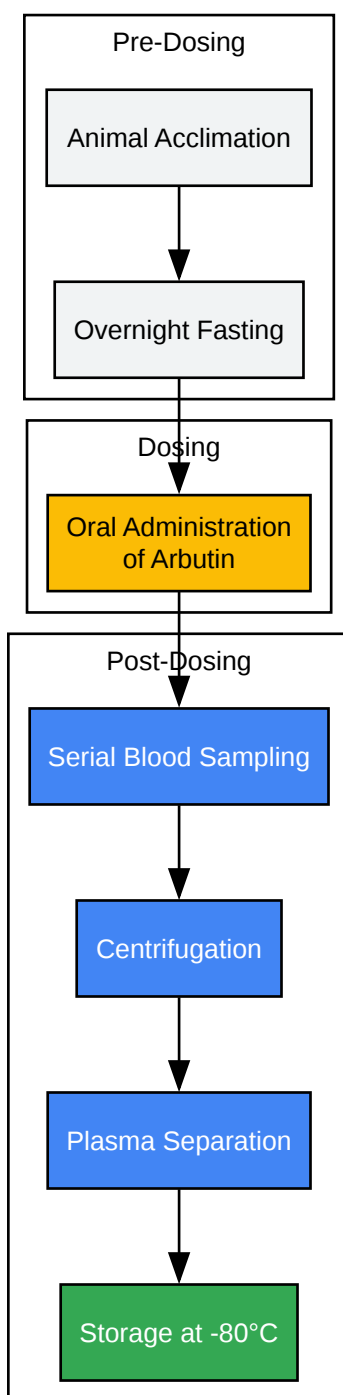 Pre-Dosing
Animal Acclimation
Overnight Fasting
Dosing
Oral Administration
of Arbutin
Post-Dosing
Serial Blood Sampling
Centrifugation
Plasma Separation
Storage at -80°C